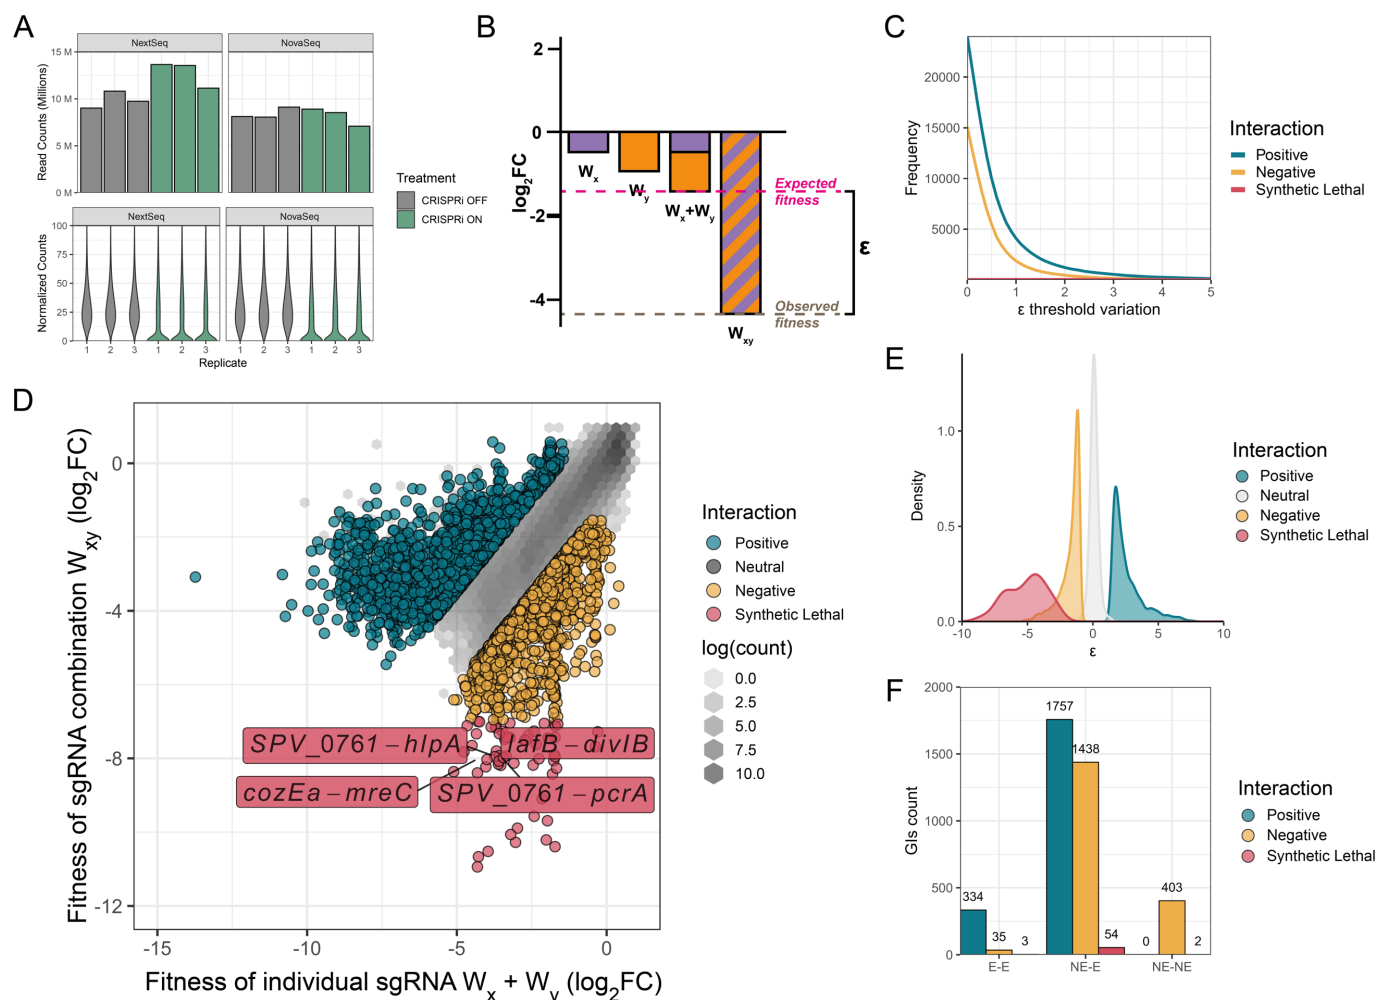 A
NextSeq
NovaSeq
15 M
10 M
5 M
0 M
Read Counts (Millions)
NextSeq
NovaSeq
100
75
50
25
0
Normalized Counts
1 2 3 1 2 3 1 2 3 1 2 3
Replicate
Treatment
CRISPRi OFF
CRISPRi ON
B
2
0
-2
-4
log2FC
Wx
Wy
Wx+Wy
Wxy
Expected
fitness
Observed
fitness
ε
C
20000
15000
10000
5000
Frequency
0 1 2 3 4 5
ε threshold variation
Interaction
Positive
Negative
Synthetic Lethal
D
0
-4
-8
-12
Fitness of sgRNA combination Wxy (log2FC)
SPV_0761-hlpA
lafB-divIB
cozEa-mreC
SPV_0761-pcrA
-15 -10 -5 0
Fitness of individual sgRNA Wx + Wy (log2FC)
Interaction
Positive
Neutral
Negative
Synthetic Lethal
log(count)
0.0
2.5
5.0
7.5
10.0
E
1.0
0.5
0.0
Density
-10 -5 0 5 10
ε
Interaction
Positive
Neutral
Negative
Synthetic Lethal
F
2000
1500
1000
500
0
GIs count
334 35 3
1757 1438 54
0 403 2
E-E NE-E NE-NE
Interaction
Positive
Negative
Synthetic Lethal